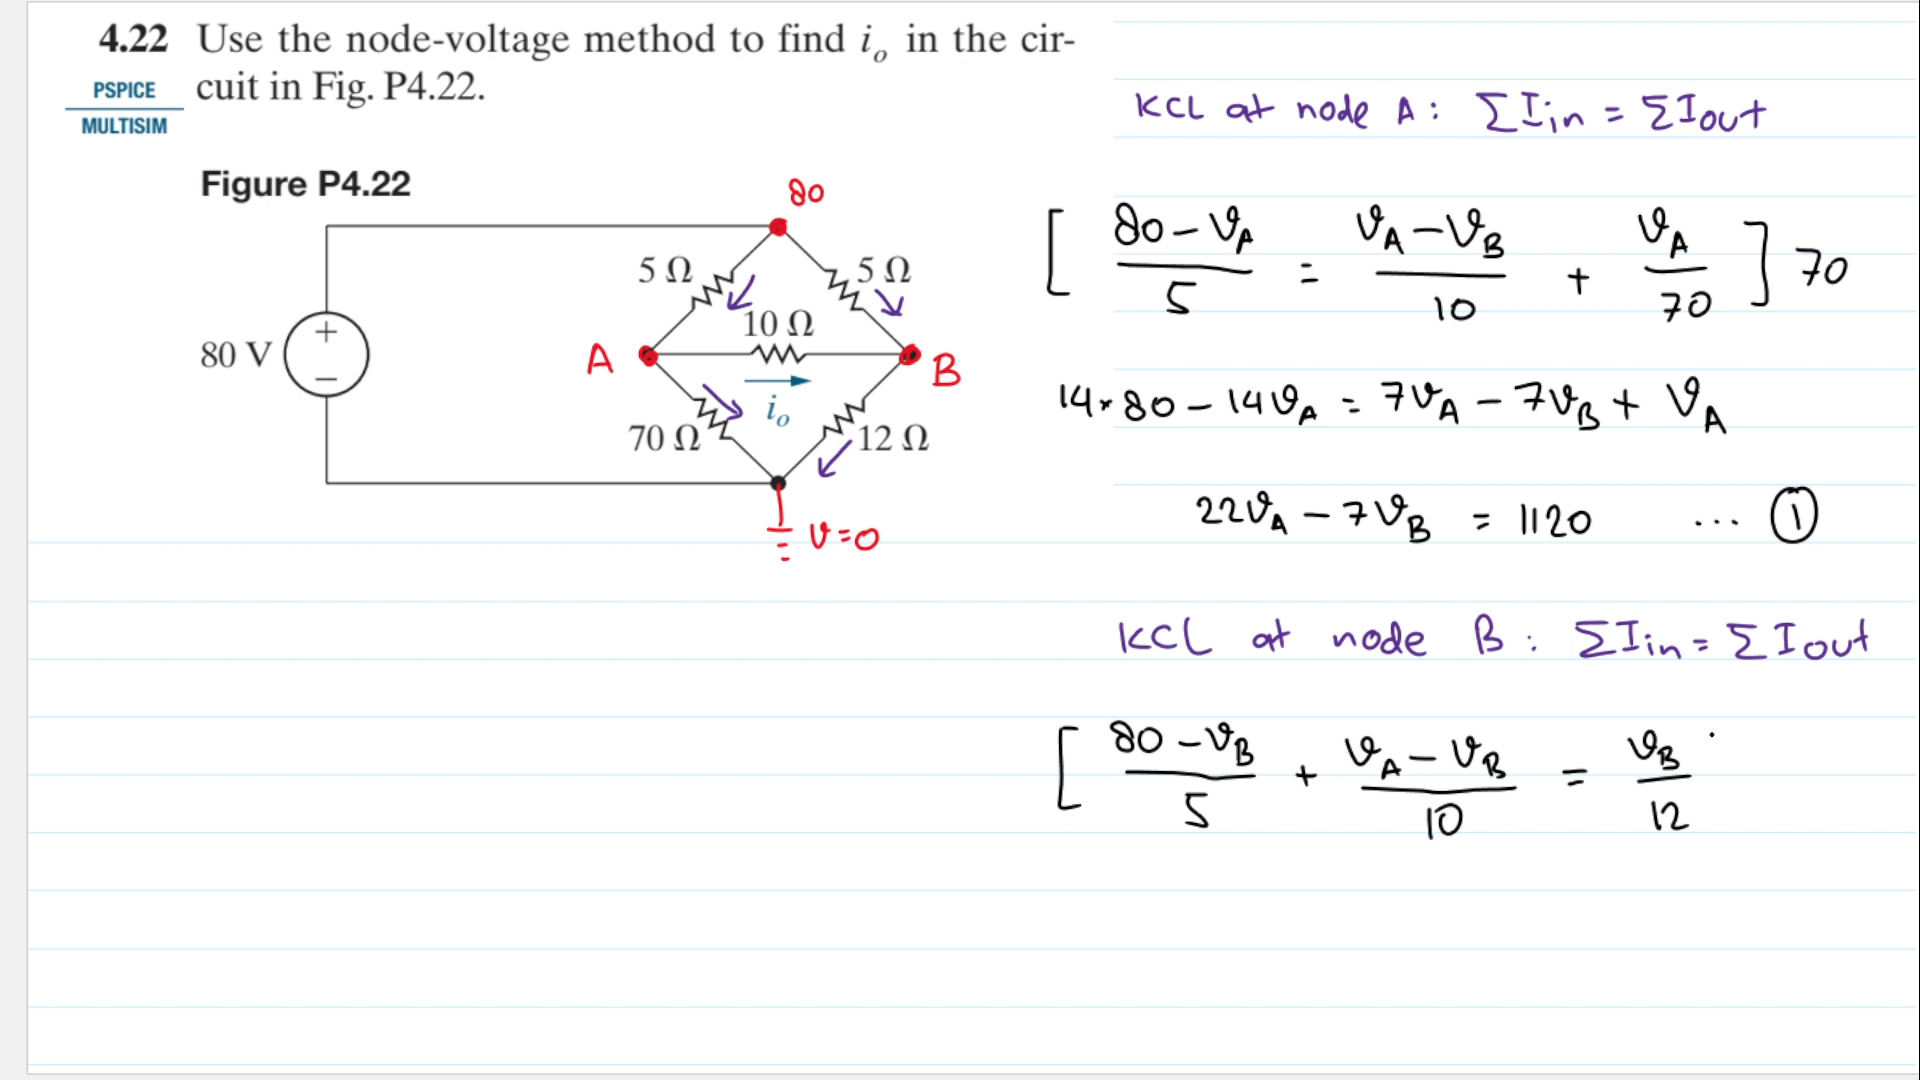 4.22 Use the node-voltage method to find i_o in the cir-
PSPICE cuit in Fig. P4.22.
MULTISIM
Figure P4.22
80
5 Ω 5 Ω
10 Ω
80 V + − A B
i_o
70 Ω 12 Ω
v=0
KCL at node A: ΣI_in = ΣI_out
[ (80 − v_A)/5 = (v_A − v_B)/10 + v_A/70 ] 70
14×80 − 14v_A = 7v_A − 7v_B + v_A
22v_A − 7v_B = 1120 ... ①
KCL at node B: ΣI_in = ΣI_out
[ (80 − v_B)/5 + (v_A − v_B)/10 = v_B/12